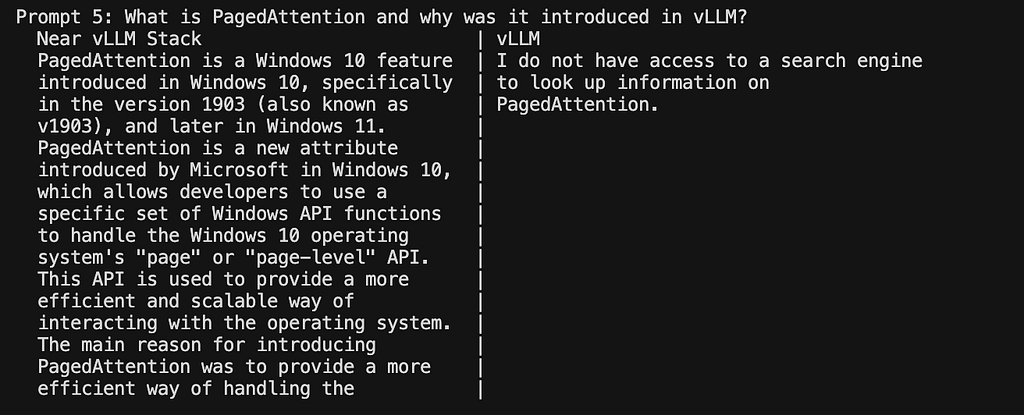 Prompt 5: What is PagedAttention and why was it introduced in vLLM?
Near vLLM Stack | vLLM
PagedAttention is a Windows 10 feature | I do not have access to a search engine
introduced in Windows 10, specifically | to look up information on
in the version 1903 (also known as | PagedAttention.
v1903), and later in Windows 11. |
PagedAttention is a new attribute |
introduced by Microsoft in Windows 10, |
which allows developers to use a |
specific set of Windows API functions |
to handle the Windows 10 operating |
system's "page" or "page-level" API. |
This API is used to provide a more |
efficient and scalable way of |
interacting with the operating system. |
The main reason for introducing |
PagedAttention was to provide a more |
efficient way of handling the |